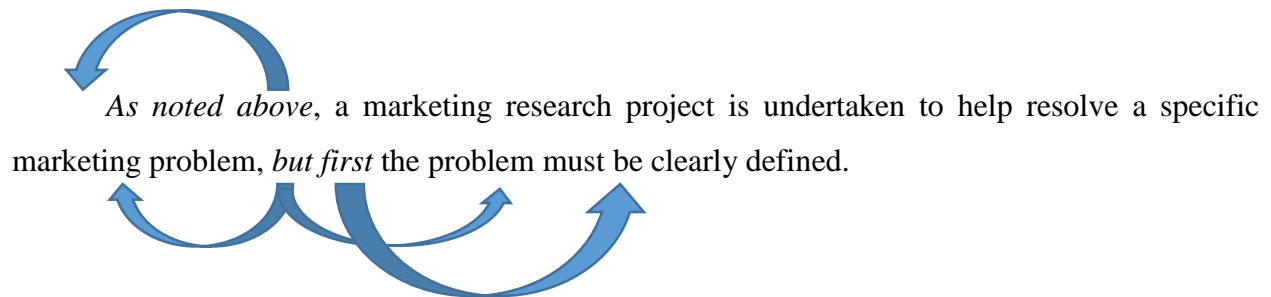 As noted above, a marketing research project is undertaken to help resolve a specific
marketing problem, but first the problem must be clearly defined.